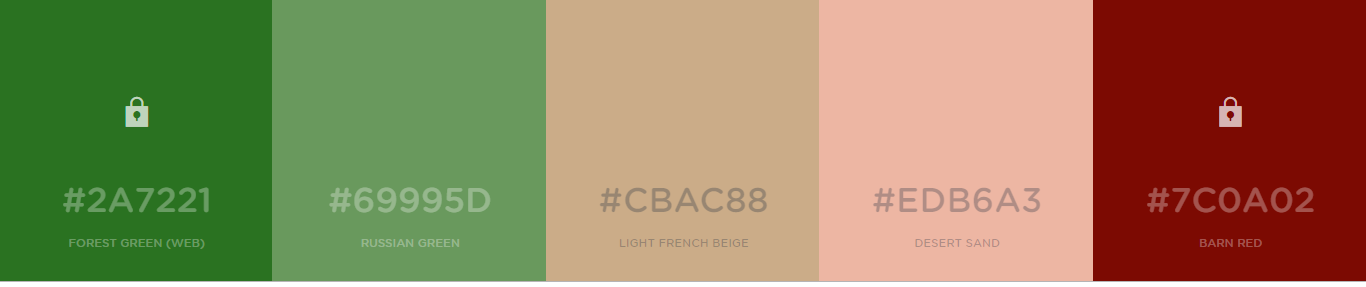 #2A7221
FOREST GREEN (WEB)
#69995D
RUSSIAN GREEN
#CBAC88
LIGHT FRENCH BEIGE
#EDB6A3
DESERT SAND
#7C0A02
BARN RED